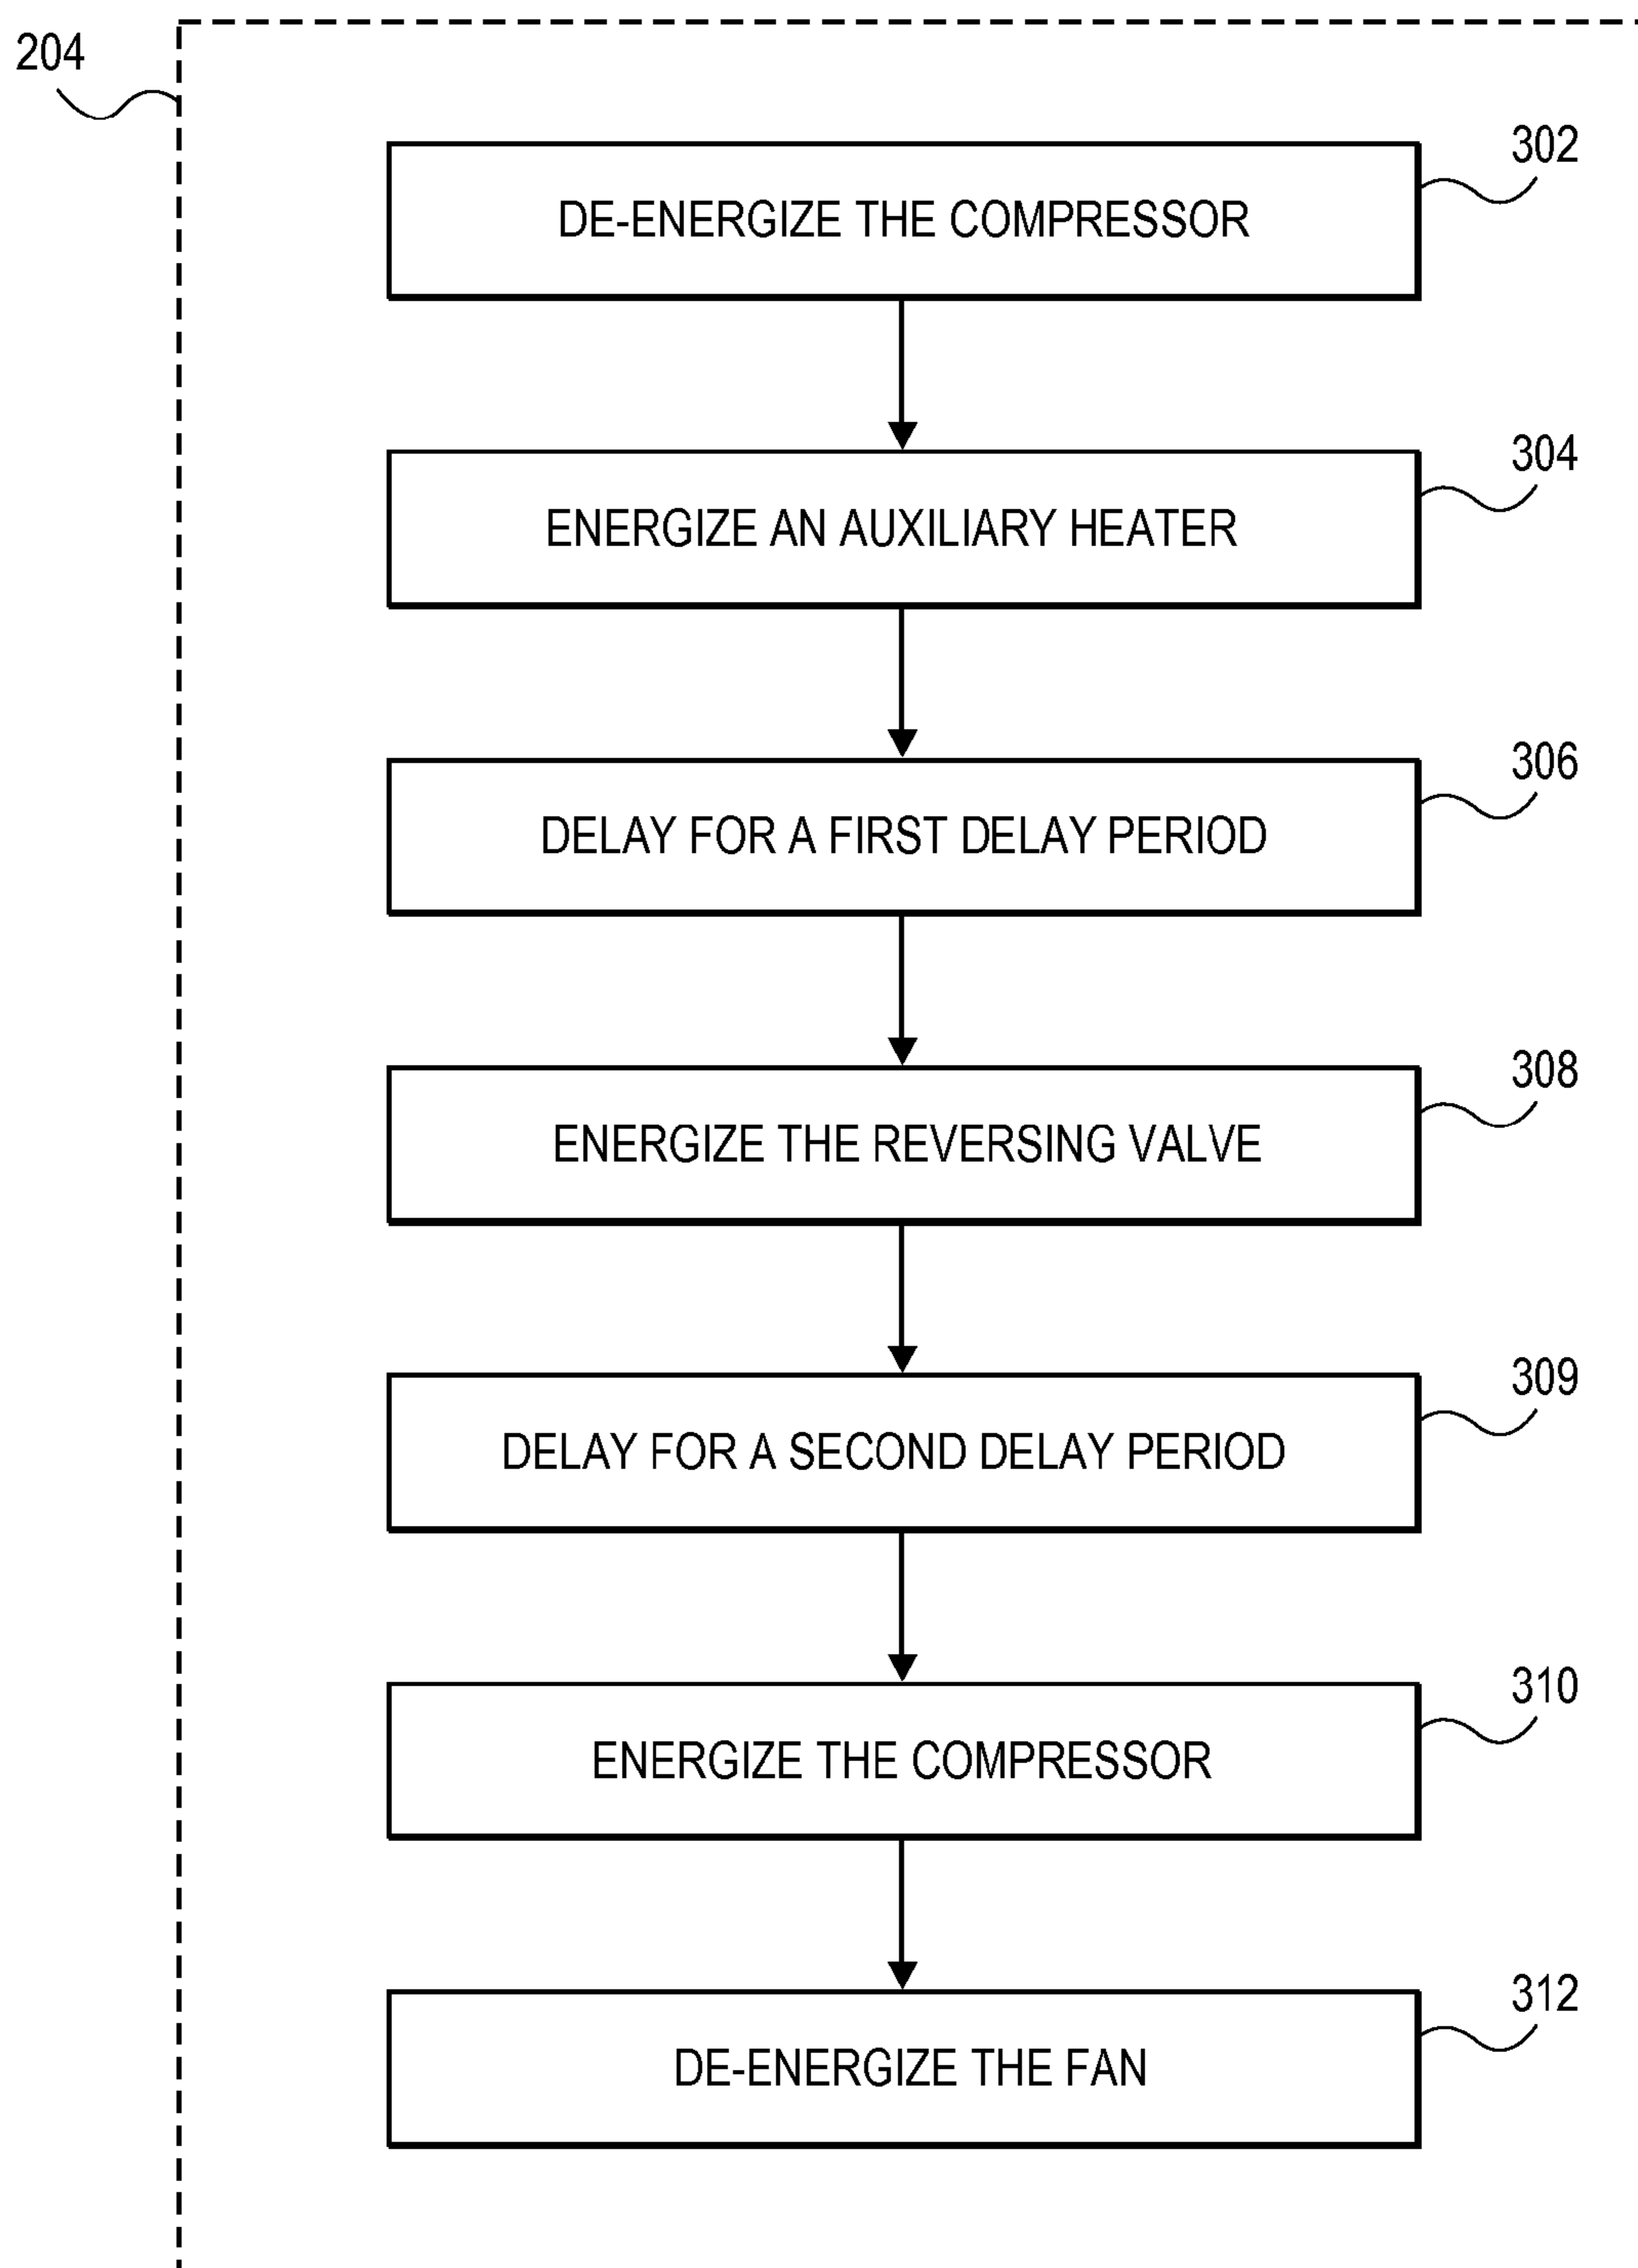 204
302
DE-ENERGIZE THE COMPRESSOR
304
ENERGIZE AN AUXILIARY HEATER
306
DELAY FOR A FIRST DELAY PERIOD
308
ENERGIZE THE REVERSING VALVE
309
DELAY FOR A SECOND DELAY PERIOD
310
ENERGIZE THE COMPRESSOR
312
DE-ENERGIZE THE FAN